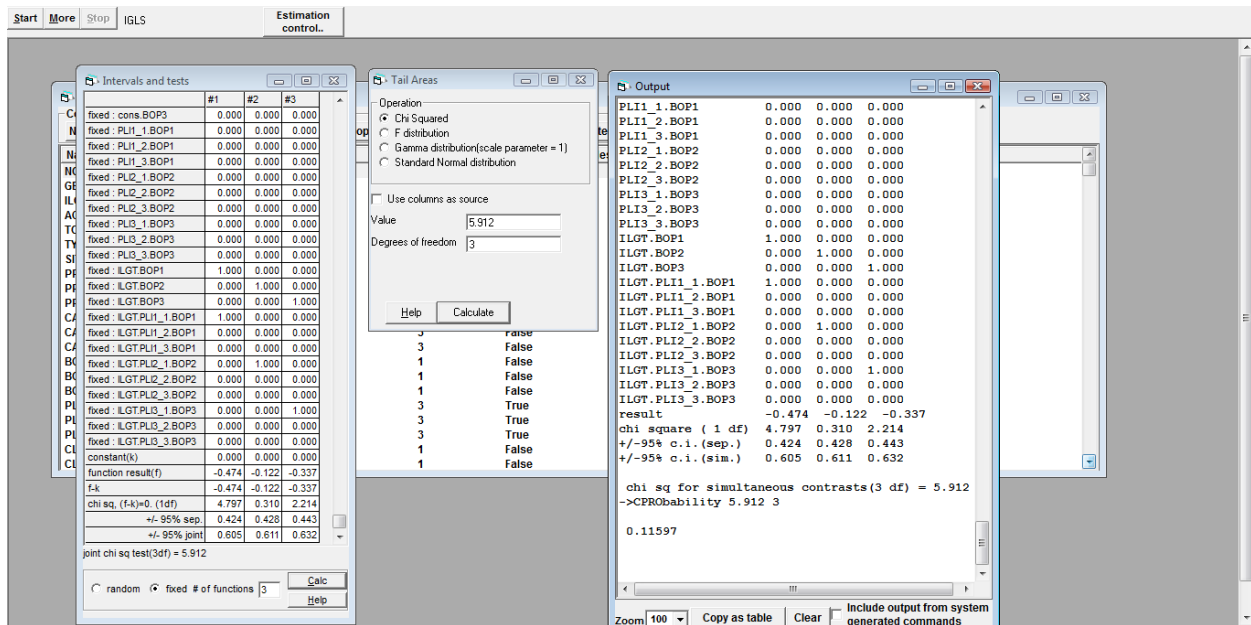 Start More Stop IGLS Estimation control..
Intervals and tests
#1 #2 #3
fixed : cons.BOP3 0.000 0.000 0.000
fixed : PLI1_1.BOP1 0.000 0.000 0.000
fixed : PLI1_2.BOP1 0.000 0.000 0.000
fixed : PLI1_3.BOP1 0.000 0.000 0.000
fixed : PLI2_1.BOP2 0.000 0.000 0.000
fixed : PLI2_2.BOP2 0.000 0.000 0.000
fixed : PLI2_3.BOP2 0.000 0.000 0.000
fixed : PLI3_1.BOP3 0.000 0.000 0.000
fixed : PLI3_2.BOP3 0.000 0.000 0.000
fixed : PLI3_3.BOP3 0.000 0.000 0.000
fixed : ILGT.BOP1 1.000 0.000 0.000
fixed : ILGT.BOP2 0.000 1.000 0.000
fixed : ILGT.BOP3 0.000 0.000 1.000
fixed : ILGT.PLI1_1.BOP1 1.000 0.000 0.000
fixed : ILGT.PLI1_2.BOP1 0.000 0.000 0.000
fixed : ILGT.PLI1_3.BOP1 0.000 0.000 0.000
fixed : ILGT.PLI2_1.BOP2 0.000 1.000 0.000
fixed : ILGT.PLI2_2.BOP2 0.000 0.000 0.000
fixed : ILGT.PLI2_3.BOP2 0.000 0.000 0.000
fixed : ILGT.PLI3_1.BOP3 0.000 0.000 1.000
fixed : ILGT.PLI3_2.BOP3 0.000 0.000 0.000
fixed : ILGT.PLI3_3.BOP3 0.000 0.000 0.000
constant(k) 0.000 0.000 0.000
function result(f) -0.474 -0.122 -0.337
f-k -0.474 -0.122 -0.337
chi sq, (f-k)=0. (1df) 4.797 0.310 2.214
+/- 95% sep. 0.424 0.428 0.443
+/- 95% joint 0.605 0.611 0.632
joint chi sq test(3df) = 5.912
random fixed # of functions 3
Calc
Help
Tail Areas
Operation
Chi Squared
F distribution
Gamma distribution(scale parameter = 1)
Standard Normal distribution
Use columns as source
Value 5.912
Degrees of freedom 3
Help Calculate
3 False
3 False
3 False
1 False
1 False
1 False
3 True
3 True
3 True
1 False
1 False
Output
PLI1_1.BOP1 0.000 0.000 0.000
PLI1_2.BOP1 0.000 0.000 0.000
PLI1_3.BOP1 0.000 0.000 0.000
PLI2_1.BOP2 0.000 0.000 0.000
PLI2_2.BOP2 0.000 0.000 0.000
PLI2_3.BOP2 0.000 0.000 0.000
PLI3_1.BOP3 0.000 0.000 0.000
PLI3_2.BOP3 0.000 0.000 0.000
PLI3_3.BOP3 0.000 0.000 0.000
ILGT.BOP1 1.000 0.000 0.000
ILGT.BOP2 0.000 1.000 0.000
ILGT.BOP3 0.000 0.000 1.000
ILGT.PLI1_1.BOP1 1.000 0.000 0.000
ILGT.PLI1_2.BOP1 0.000 0.000 0.000
ILGT.PLI1_3.BOP1 0.000 0.000 0.000
ILGT.PLI2_1.BOP2 0.000 1.000 0.000
ILGT.PLI2_2.BOP2 0.000 0.000 0.000
ILGT.PLI2_3.BOP2 0.000 0.000 0.000
ILGT.PLI3_1.BOP3 0.000 0.000 1.000
ILGT.PLI3_2.BOP3 0.000 0.000 0.000
ILGT.PLI3_3.BOP3 0.000 0.000 0.000
result -0.474 -0.122 -0.337
chi square ( 1 df) 4.797 0.310 2.214
+/-95% c.i.(sep.) 0.424 0.428 0.443
+/-95% c.i.(sim.) 0.605 0.611 0.632
chi sq for simultaneous contrasts(3 df) = 5.912
->CPRObability 5.912 3
0.11597
Zoom 100 Copy as table Clear Include output from system generated commands